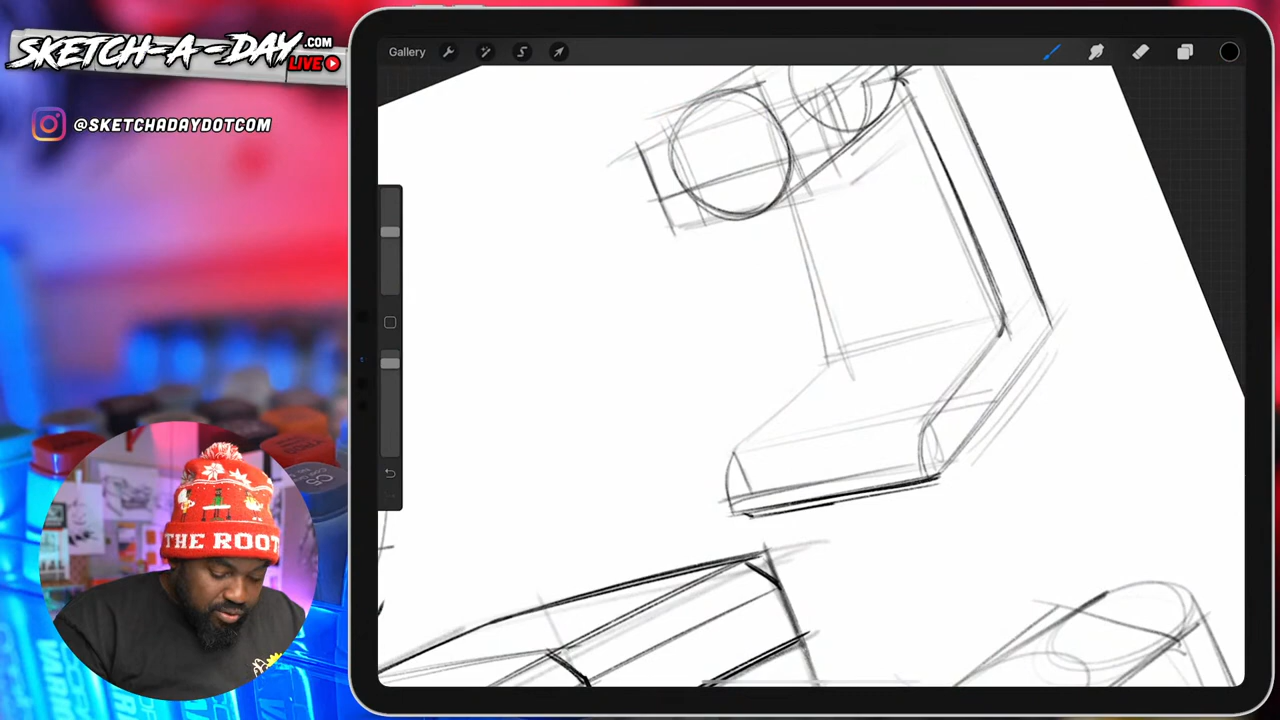 SKETCH-A-DAY.COM
LIVE
@SKETCHADAYDOTCOM
Gallery
THE ROOT